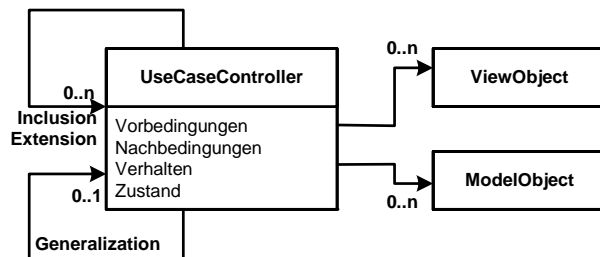 0..n
UseCaseController
ViewObject
0..n
Inclusion
Extension
Vorbedingungen
Nachbedingungen
Verhalten
Zustand
0..1
ModelObject
0..n
Generalization